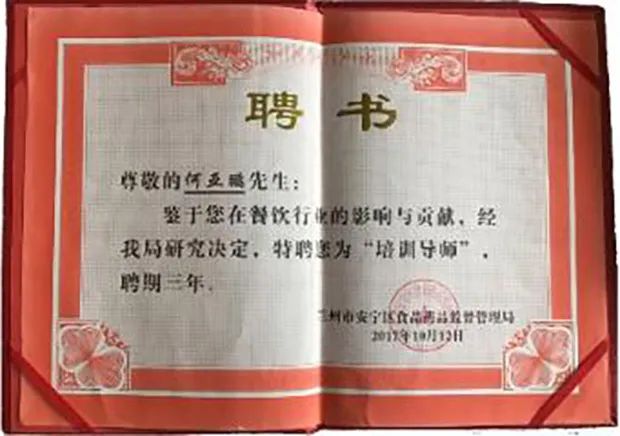 聘书
尊敬的何亚鹏先生：
鉴于您在餐饮行业的影响与贡献，经
我局研究决定，特聘您为“培训导师”，
聘期三年。
兰州市安宁区食品药品监督管理局
2017年10月12日